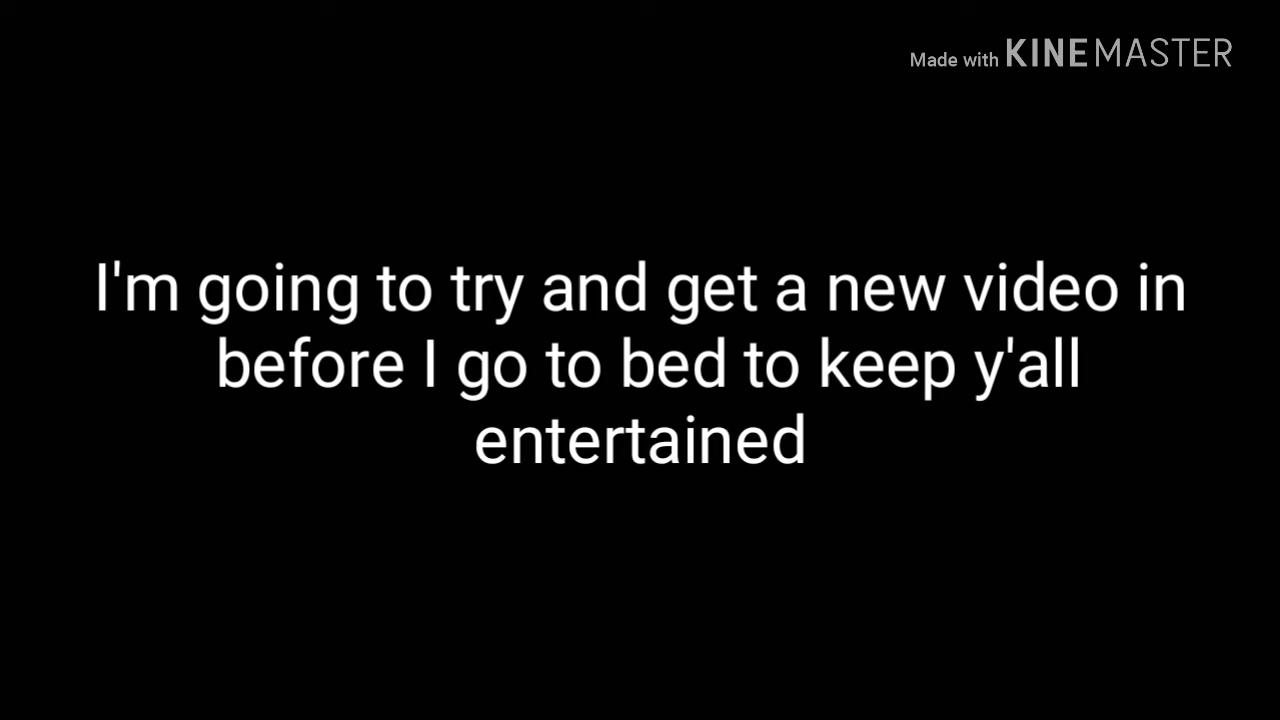 Made with KINEMASTER
I'm going to try and get a new video in
before I go to bed to keep y'all
entertained